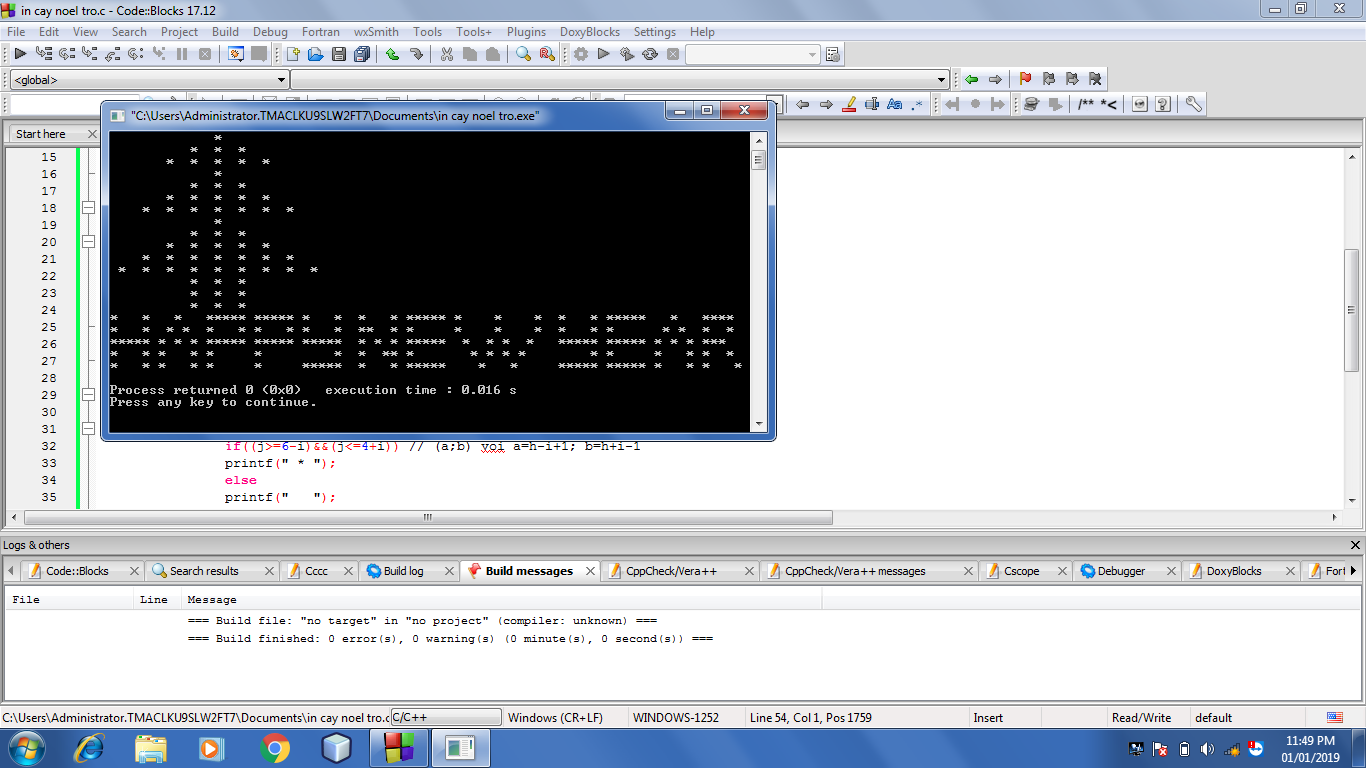 in cay noel tro.c - Code::Blocks 17.12
File Edit View Search Project Build Debug Fortran wxSmith Tools Tools+ Plugins DoxyBlocks Settings Help
<global>
/** *<
"C:\Users\Administrator.TMACLKU9SLW2FT7\Documents\in cay noel tro.exe"
Start here
HAPPY NEW YEAR
Process returned 0 (0x0) execution time : 0.016 s
Press any key to continue.
15
16
17
18
19
20
21
22
23
24
25
26
27
28
29
30
31
32 if((j>=6-i)&&(j<=4+i)) // (a;b) voi a=h-i+1; b=h+i-1
33 printf(" * ");
34 else
35 printf("   ");
Logs & others
Code::Blocks Search results Cccc Build log Build messages CppCheck/Vera++ CppCheck/Vera++ messages Cscope Debugger DoxyBlocks Fort
File Line Message
=== Build file: "no target" in "no project" (compiler: unknown) ===
=== Build finished: 0 error(s), 0 warning(s) (0 minute(s), 0 second(s)) ===
C:\Users\Administrator.TMACLKU9SLW2FT7\Documents\in cay noel tro.c C/C++ Windows (CR+LF) WINDOWS-1252 Line 54, Col 1, Pos 1759 Insert Read/Write default
11:49 PM
01/01/2019